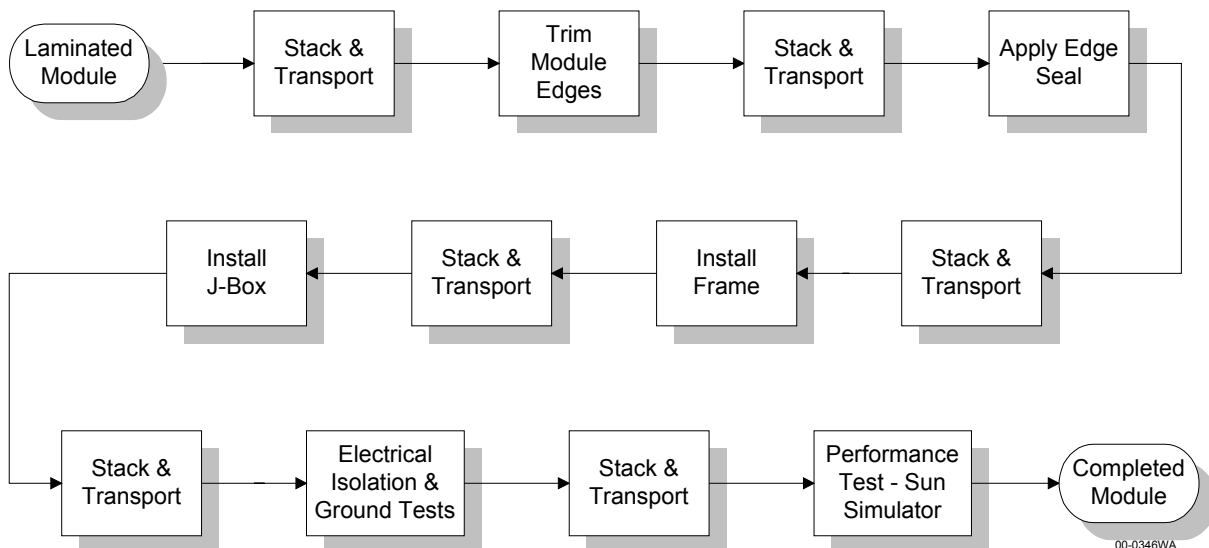 Laminated
Module
Stack &
Transport
Trim
Module
Edges
Stack &
Transport
Apply Edge
Seal
Stack &
Transport
Install
Frame
Stack &
Transport
Install
J-Box
Stack &
Transport
Electrical
Isolation &
Ground Tests
Stack &
Transport
Performance
Test - Sun
Simulator
Completed
Module
00-0346WA